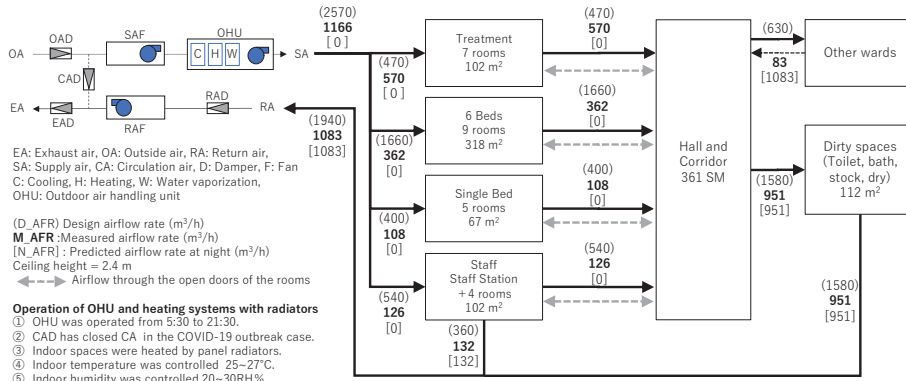 OA
OAD
SAF
OHU
C H W
SA
CAD
EA
EAD
RAF
RAD
RA
(2570)
1166
[ 0 ]
(470)
570
[ 0 ]
(1660)
362
[0]
(400)
108
[0]
(540)
126
[0]
(1940)
1083
[1083]
Treatment
7 rooms
102 m²
6 Beds
9 rooms
318 m²
Single Bed
5 rooms
67 m²
Staff
Staff Station
+4 rooms
102 m²
(360)
132
[132]
(470)
570
[0]
(1660)
362
[0]
(400)
108
[0]
(540)
126
[0]
Hall and
Corridor
361 SM
(630)
83
[1083]
Other wards
(1580)
951
[951]
Dirty spaces
(Toilet, bath,
stock, dry)
112 m²
(1580)
951
[951]
EA: Exhaust air, OA: Outside air, RA: Return air,
SA: Supply air, CA: Circulation air, D: Damper, F: Fan
C: Cooling, H: Heating, W: Water vaporization,
OHU: Outdoor air handling unit
(D_AFR) Design airflow rate (m³/h)
M_AFR :Measured airflow rate (m³/h)
[N_AFR] : Predicted airflow rate at night (m³/h)
Ceiling height = 2.4 m
Airflow through the open doors of the rooms
Operation of OHU and heating systems with radiators
① OHU was operated from 5:30 to 21:30.
② CAD has closed CA in the COVID-19 outbreak case.
③ Indoor spaces were heated by panel radiators.
④ Indoor temperature was controlled 25~27°C.
⑤ Indoor humidity was controlled 20~30RH%